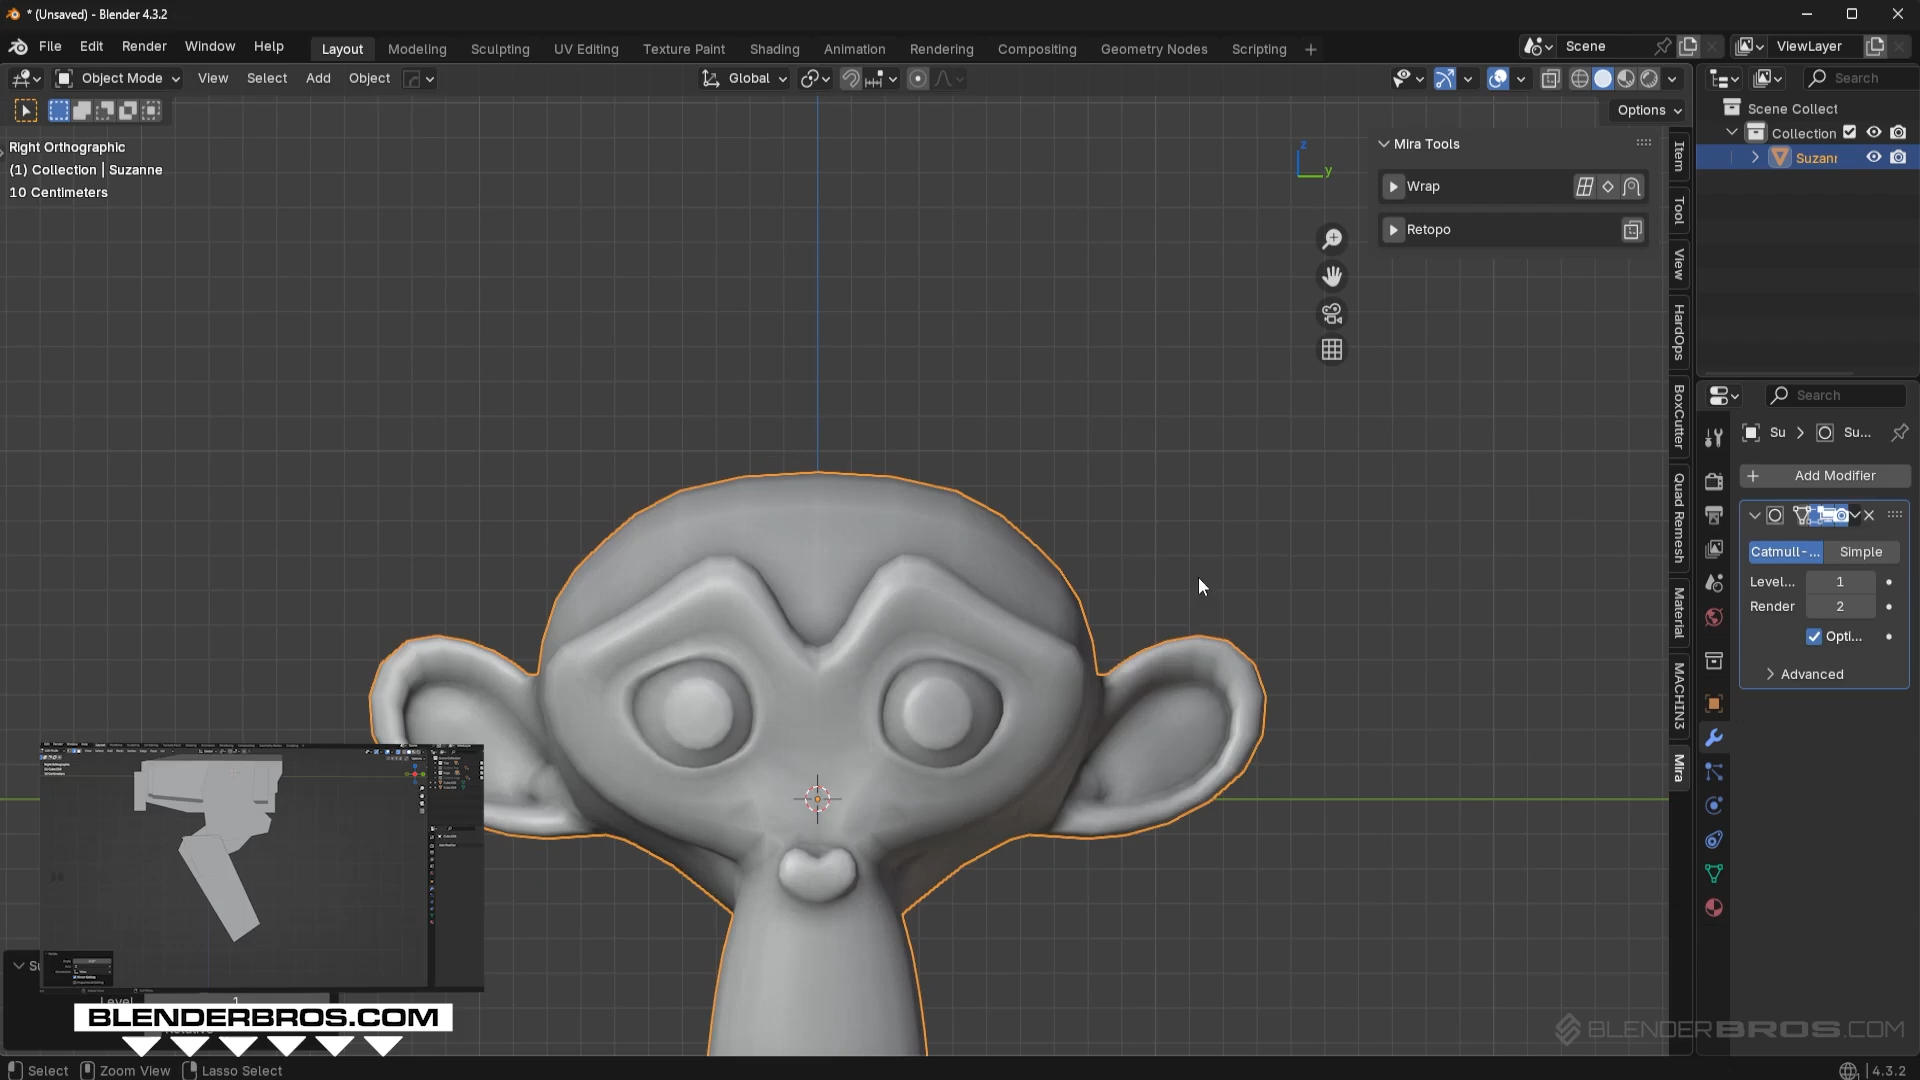 * (Unsaved) - Blender 4.3.2
File Edit Render Window Help
Layout Modeling Sculpting UV Editing Texture Paint Shading Animation Rendering Compositing Geometry Nodes Scripting
Scene
ViewLayer
Object Mode View Select Add Object
Global
Search
Options
Right Orthographic
(1) Collection | Suzanne
10 Centimeters
z
y
Mira Tools
Wrap
Retopo
Item
Tool
View
HardOps
BoxCutter
Quad Remesh
Material
MACHIN3
Mira
Scene Collect
Collection
Suzanr
Search
Su
Su...
Add Modifier
Catmull-... Simple
Level... 1
Render 2
Opti...
Advanced
Level 1
BLENDERBROS.COM
BLENDERBROS.COM
Select Zoom View Lasso Select
4.3.2